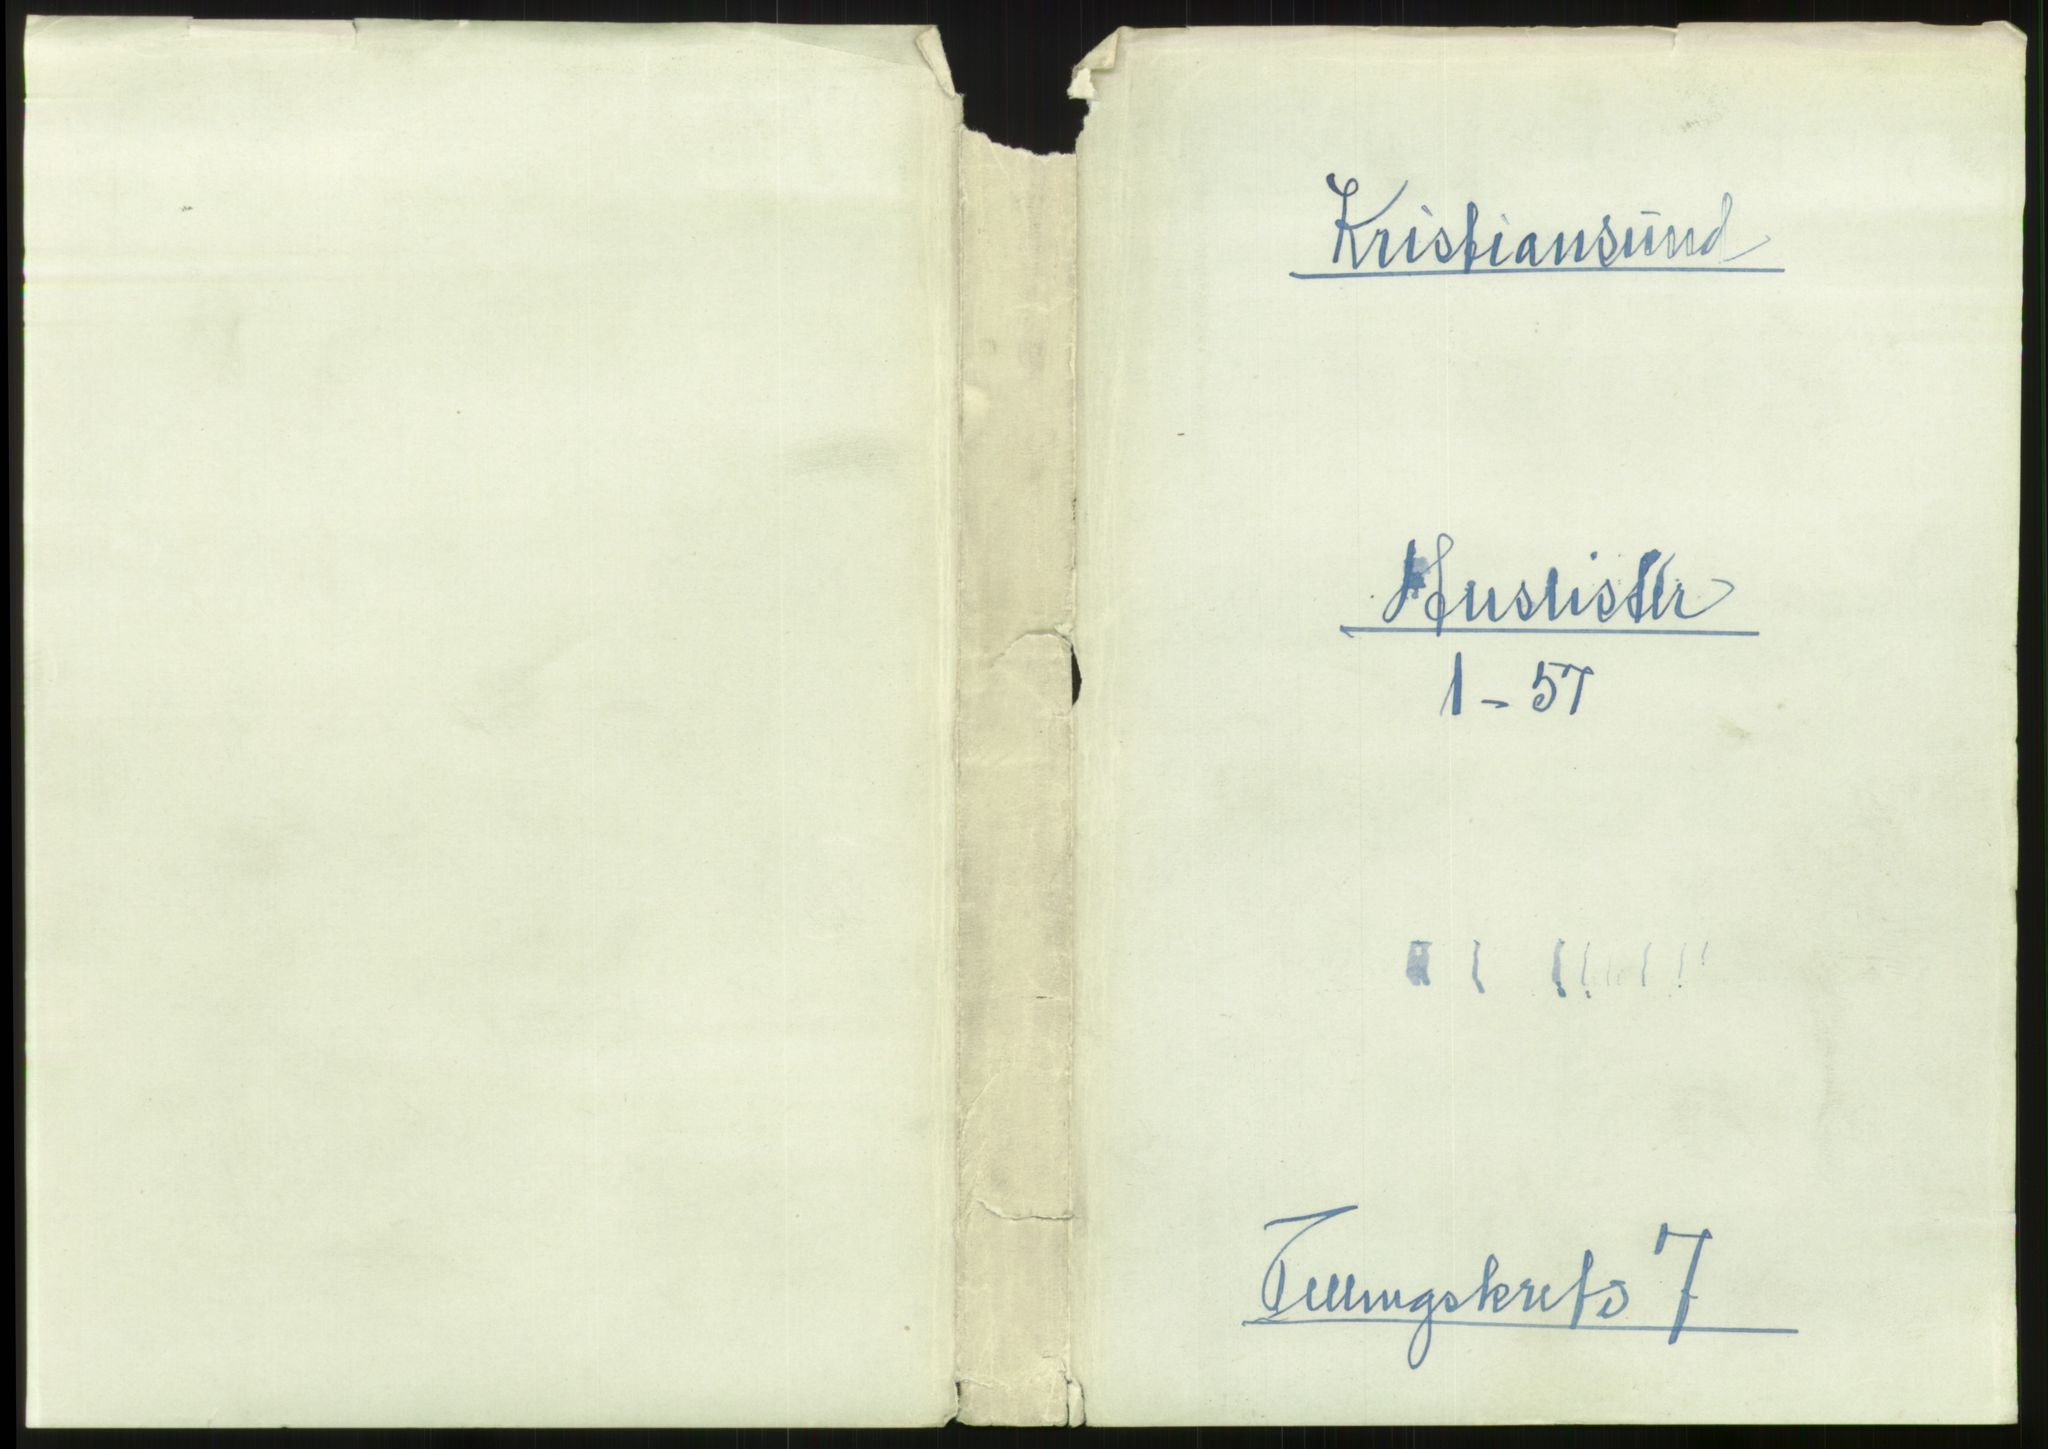 Kristiansund
Huslister
1 - 57
Tellingskrets 7